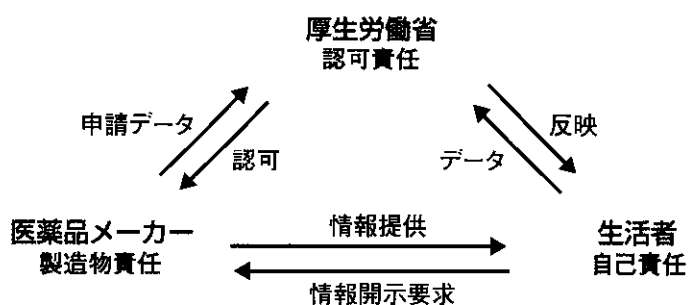 厚生労働省
認可責任
申請データ
認可
反映
データ
医薬品メーカー
製造物責任
情報提供
情報開示要求
生活者
自己責任